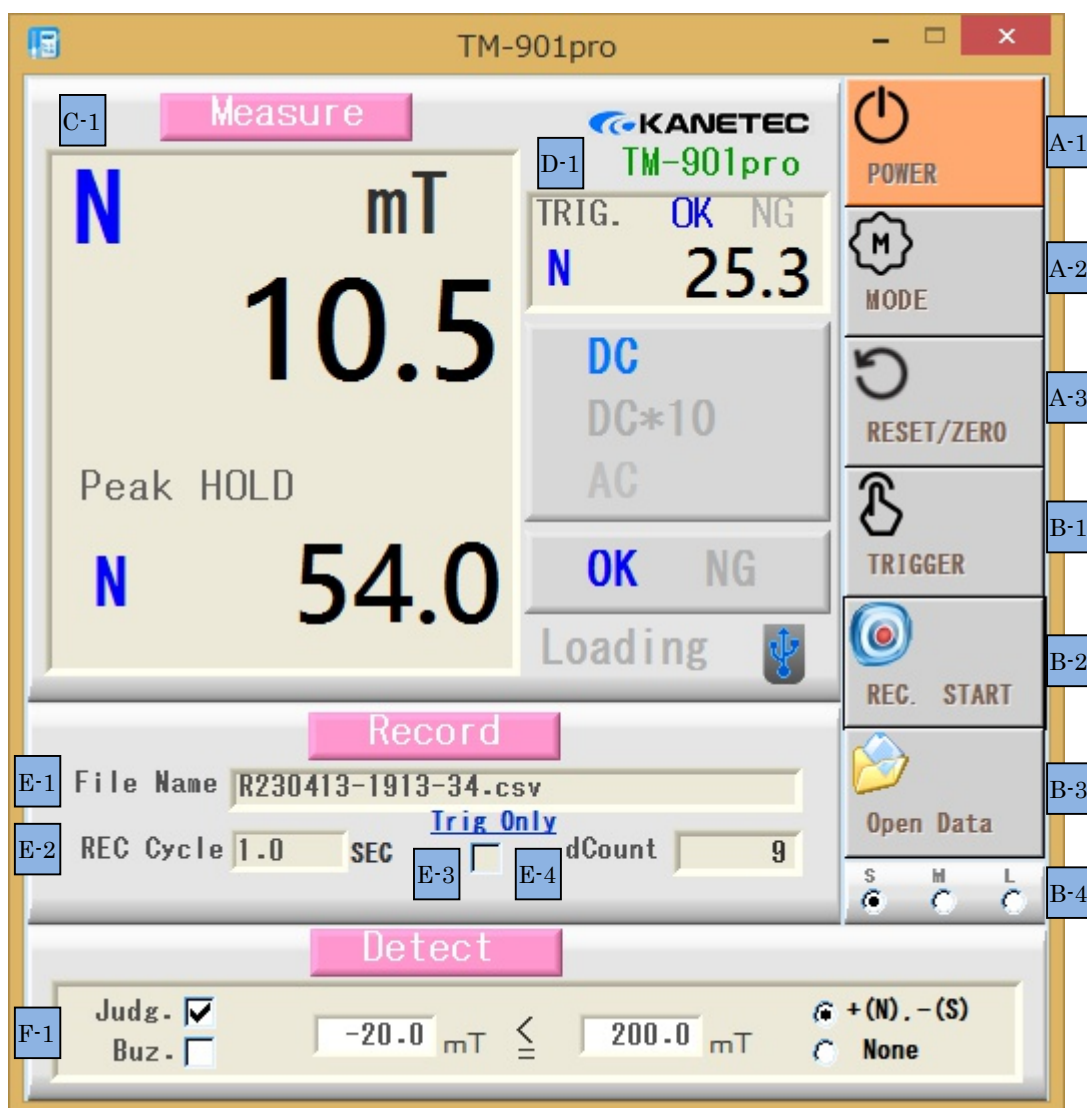 TM-901pro
C-1
Measure
N mT
10.5
Peak HOLD
N 54.0
KANETEC
D-1
TM-901pro
TRIG. OK NG
N 25.3
DC
DC*10
AC
OK NG
Loading
POWER
A-1
MODE
A-2
RESET/ZERO
A-3
TRIGGER
B-1
REC. START
B-2
Open Data
B-3
S M L
B-4
Record
E-1 File Name R230413-1913-34.csv
Trig Only
E-2 REC Cycle 1.0 SEC E-3 E-4 dCount 9
Detect
F-1
Judg.
Buz.
-20.0 mT ≦ 200.0 mT
+(N).-(S)
None